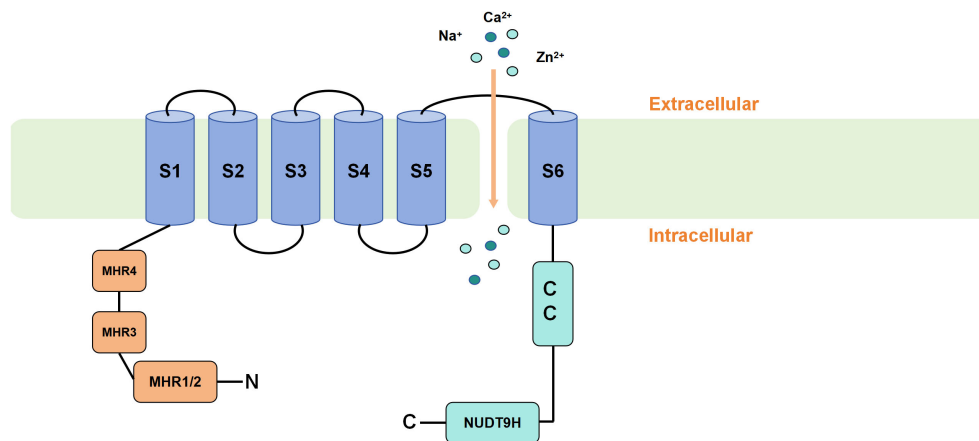 Ca²⁺
Na⁺
Zn²⁺
Extracellular
S1 S2 S3 S4 S5 S6
Intracellular
MHR4
C
C
MHR3
MHR1/2
N
C
NUDT9H